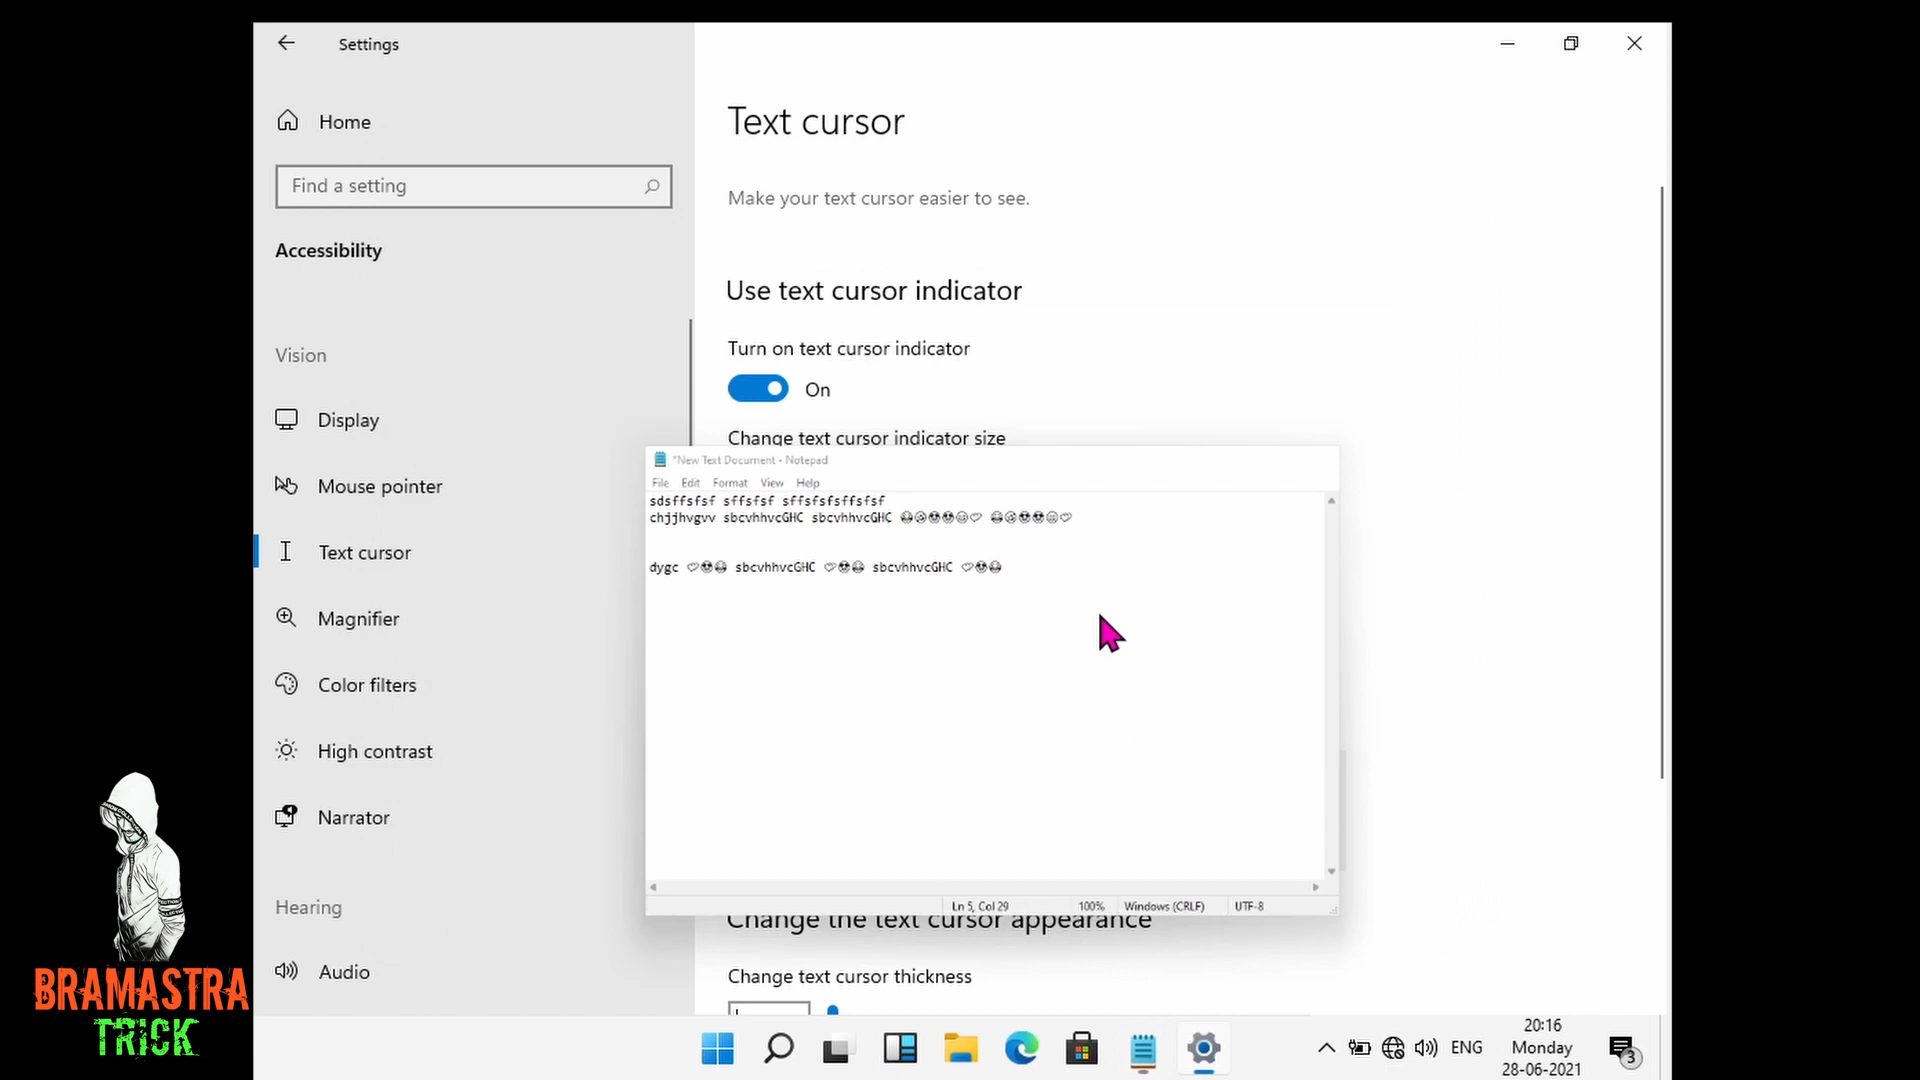 Settings
Home
Find a setting
Accessibility
Vision
Display
Mouse pointer
Text cursor
Magnifier
Color filters
High contrast
Narrator
Hearing
Audio
Text cursor
Make your text cursor easier to see.
Use text cursor indicator
Turn on text cursor indicator
On
Change text cursor indicator size
*New Text Document - Notepad
File Edit Format View Help
sdsffsfsf sffsfsf sffsfsfsffsfsf
chjjhvgvv sbcvhhvcGHC sbcvhhvcGHC
dygc sbcvhhvcGHC sbcvhhvcGHC
Ln 5, Col 29 100% Windows (CRLF) UTF-8
Change the text cursor appearance
Change text cursor thickness
ENG
20:16
Monday
28-06-2021
3
BRAMASTRA
TRICK